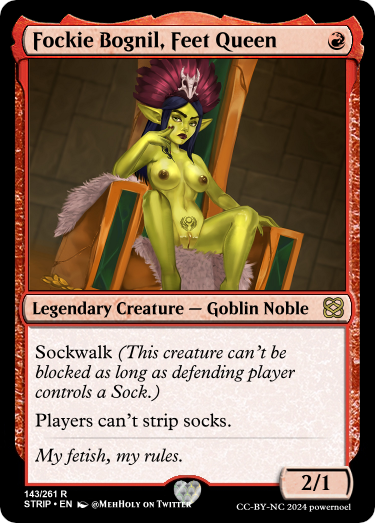 Fockie Bognil, Feet Queen
Legendary Creature — Goblin Noble
Sockwalk (This creature can't be
blocked as long as defending player
controls a Sock.)
Players can't strip socks.
My fetish, my rules.
2/1
143/261 R
STRIP • EN @MehHoly on Twitter
CC-BY-NC 2024 powernoel